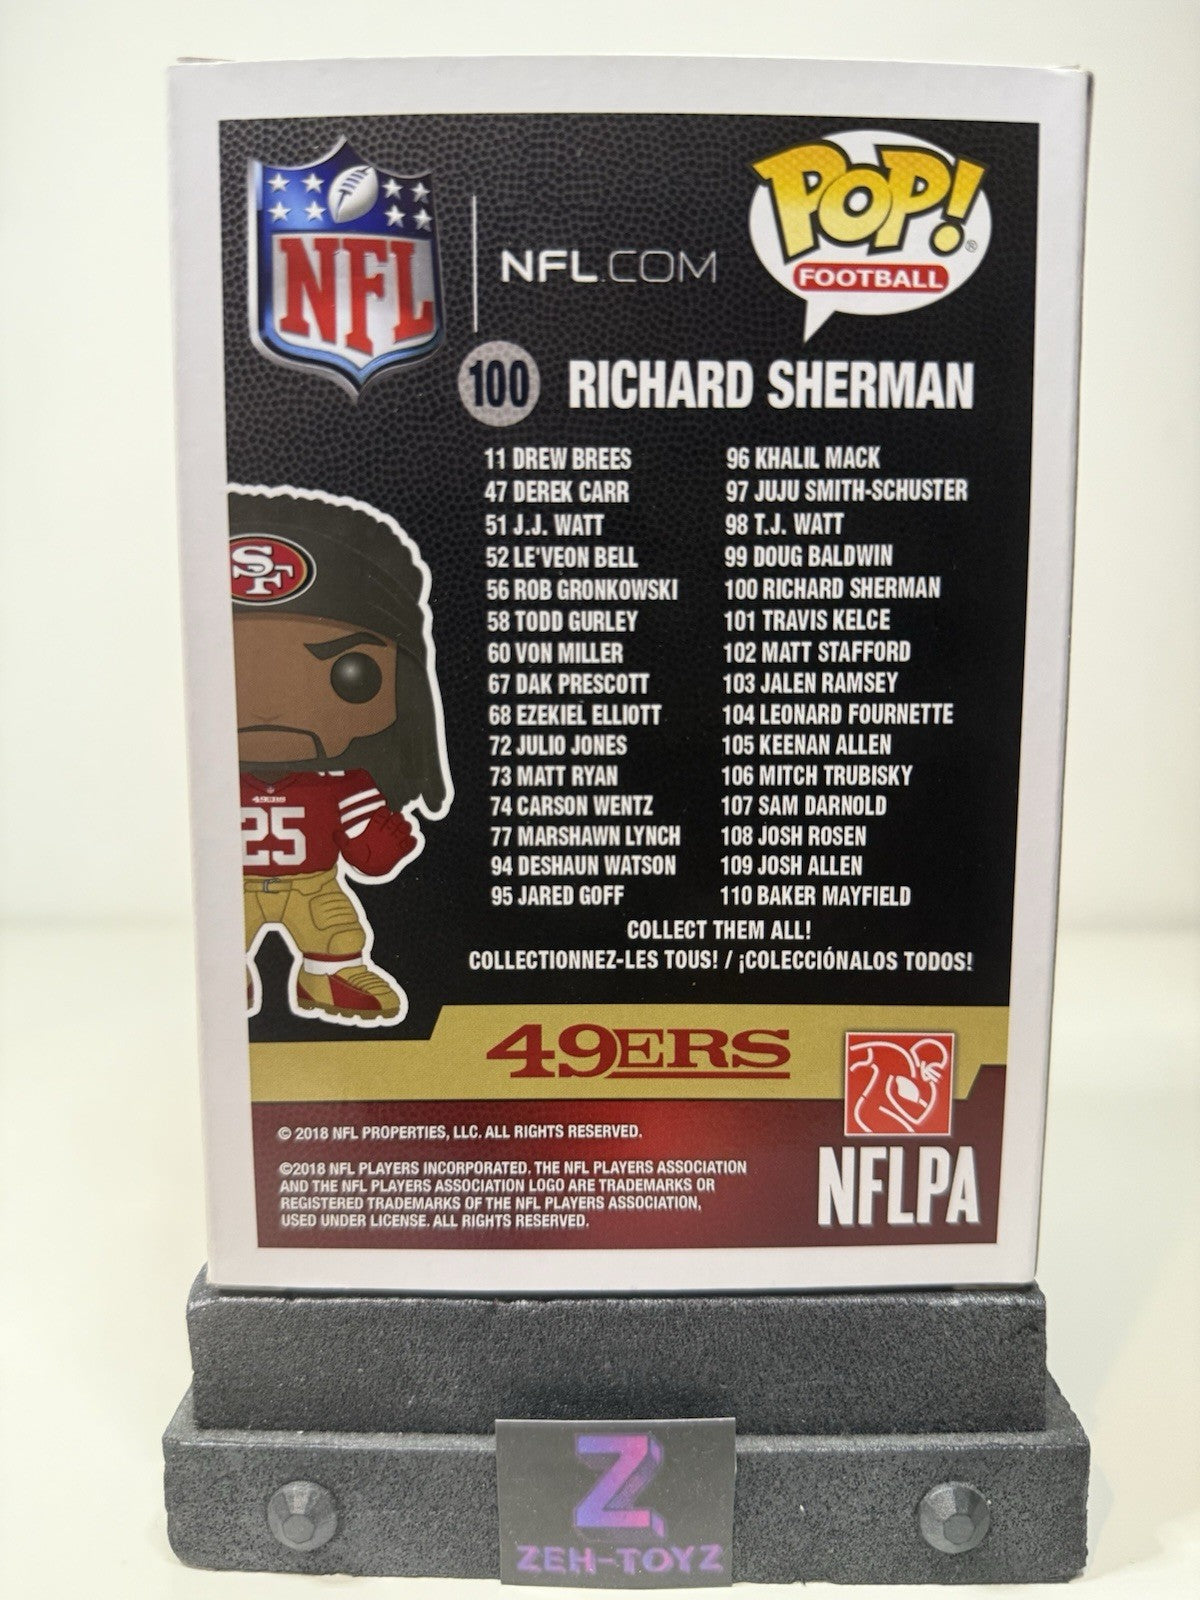 NFL
NFL.COM
POP!®
FOOTBALL
100 RICHARD SHERMAN
11 DREW BREES
47 DEREK CARR
51 J.J. WATT
52 LE'VEON BELL
56 ROB GRONKOWSKI
58 TODD GURLEY
60 VON MILLER
67 DAK PRESCOTT
68 EZEKIEL ELLIOTT
72 JULIO JONES
73 MATT RYAN
74 CARSON WENTZ
77 MARSHAWN LYNCH
94 DESHAUN WATSON
95 JARED GOFF
96 KHALIL MACK
97 JUJU SMITH-SCHUSTER
98 T.J. WATT
99 DOUG BALDWIN
100 RICHARD SHERMAN
101 TRAVIS KELCE
102 MATT STAFFORD
103 JALEN RAMSEY
104 LEONARD FOURNETTE
105 KEENAN ALLEN
106 MITCH TRUBISKY
107 SAM DARNOLD
108 JOSH ROSEN
109 JOSH ALLEN
110 BAKER MAYFIELD
COLLECT THEM ALL!
COLLECTIONNEZ-LES TOUS! / ¡COLECCIÓNALOS TODOS!
SF
49ERS
25
49ERS
© 2018 NFL PROPERTIES, LLC. ALL RIGHTS RESERVED.
©2018 NFL PLAYERS INCORPORATED. THE NFL PLAYERS ASSOCIATION
AND THE NFL PLAYERS ASSOCIATION LOGO ARE TRADEMARKS OR
REGISTERED TRADEMARKS OF THE NFL PLAYERS ASSOCIATION,
USED UNDER LICENSE. ALL RIGHTS RESERVED.
NFLPA
Z
ZEH-TOYZ